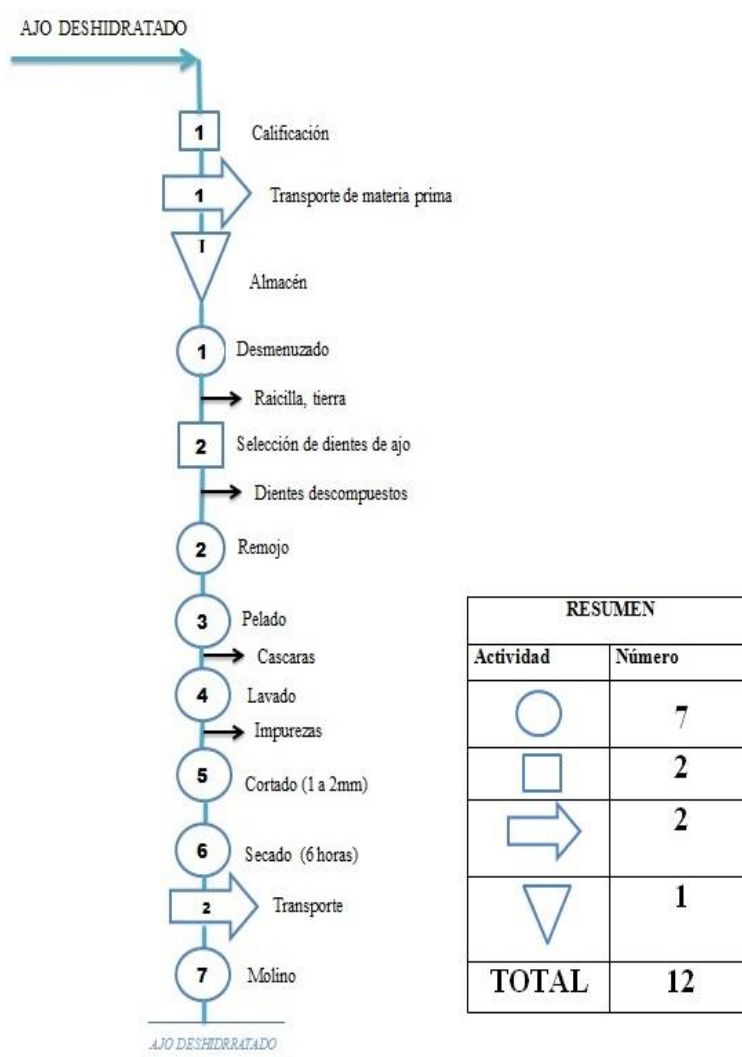 AJO DESHIDRATADO
1 Calificación
1 Transporte de materia prima
1 Almacén
1 Desmenuzado
Raicilla, tierra
2 Selección de dientes de ajo
Dientes descompuestos
2 Remojo
3 Pelado
Cascaras
4 Lavado
Impurezas
5 Cortado (1 a 2mm)
6 Secado (6 horas)
2 Transporte
7 Molino
AJO DESHIDRRATADO
RESUMEN
Actividad Número
7
2
2
1
TOTAL 12